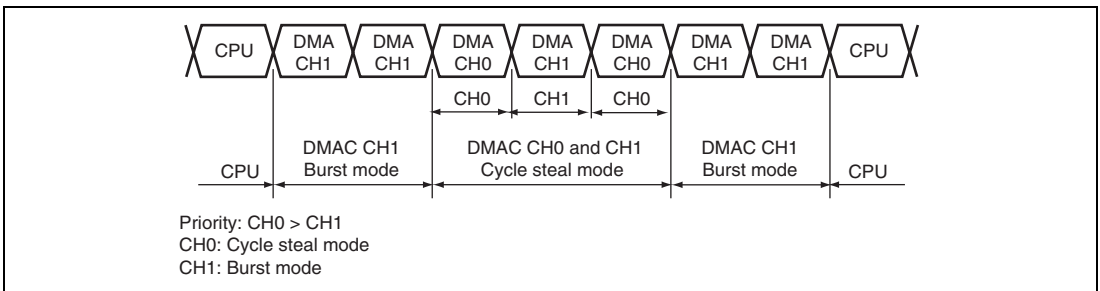 CPU DMA CH1 DMA CH1 DMA CH0 DMA CH1 DMA CH0 DMA CH1 DMA CH1 CPU
CH0 CH1 CH0
CPU DMAC CH1 Burst mode DMAC CH0 and CH1 Cycle steal mode DMAC CH1 Burst mode CPU
Priority: CH0 > CH1
CH0: Cycle steal mode
CH1: Burst mode